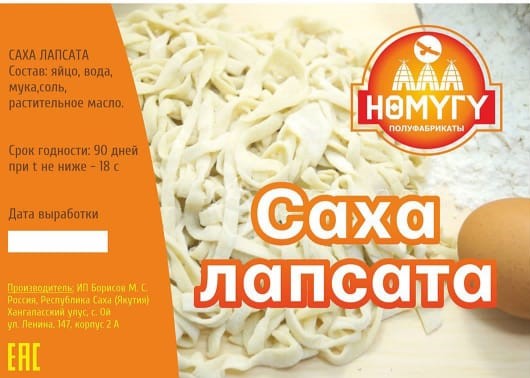 САХА ЛАПСАТА
Состав: яйцо, вода,
мука,соль,
растительное масло.
Срок годности: 90 дней
при t не ниже - 18 с
Дата выработки
Производитель: ИП Борисов М. С.
Россия, Республика Саха (Якутия)
Хангаласский улус, с. Ой
ул. Ленина, 147, корпус 2 А
ЕАС
НӨМҮГҮ
ПОЛУФАБРИКАТЫ
Саха
лапсата